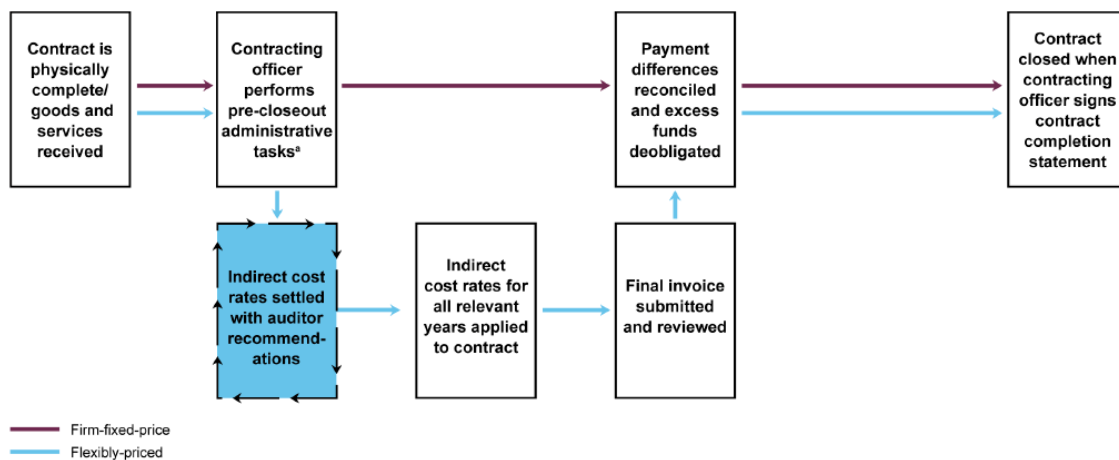 Contract is
physically
complete/
goods and
services
received
Contracting
officer
performs
pre-closeout
administrative
tasksᵃ
Payment
differences
reconciled
and excess
funds
deobligated
Contract
closed when
contracting
officer signs
contract
completion
statement
Indirect cost
rates settled
with auditor
recommend-
ations
Indirect
cost rates for
all relevant
years applied
to contract
Final invoice
submitted
and reviewed
Firm-fixed-price
Flexibly-priced